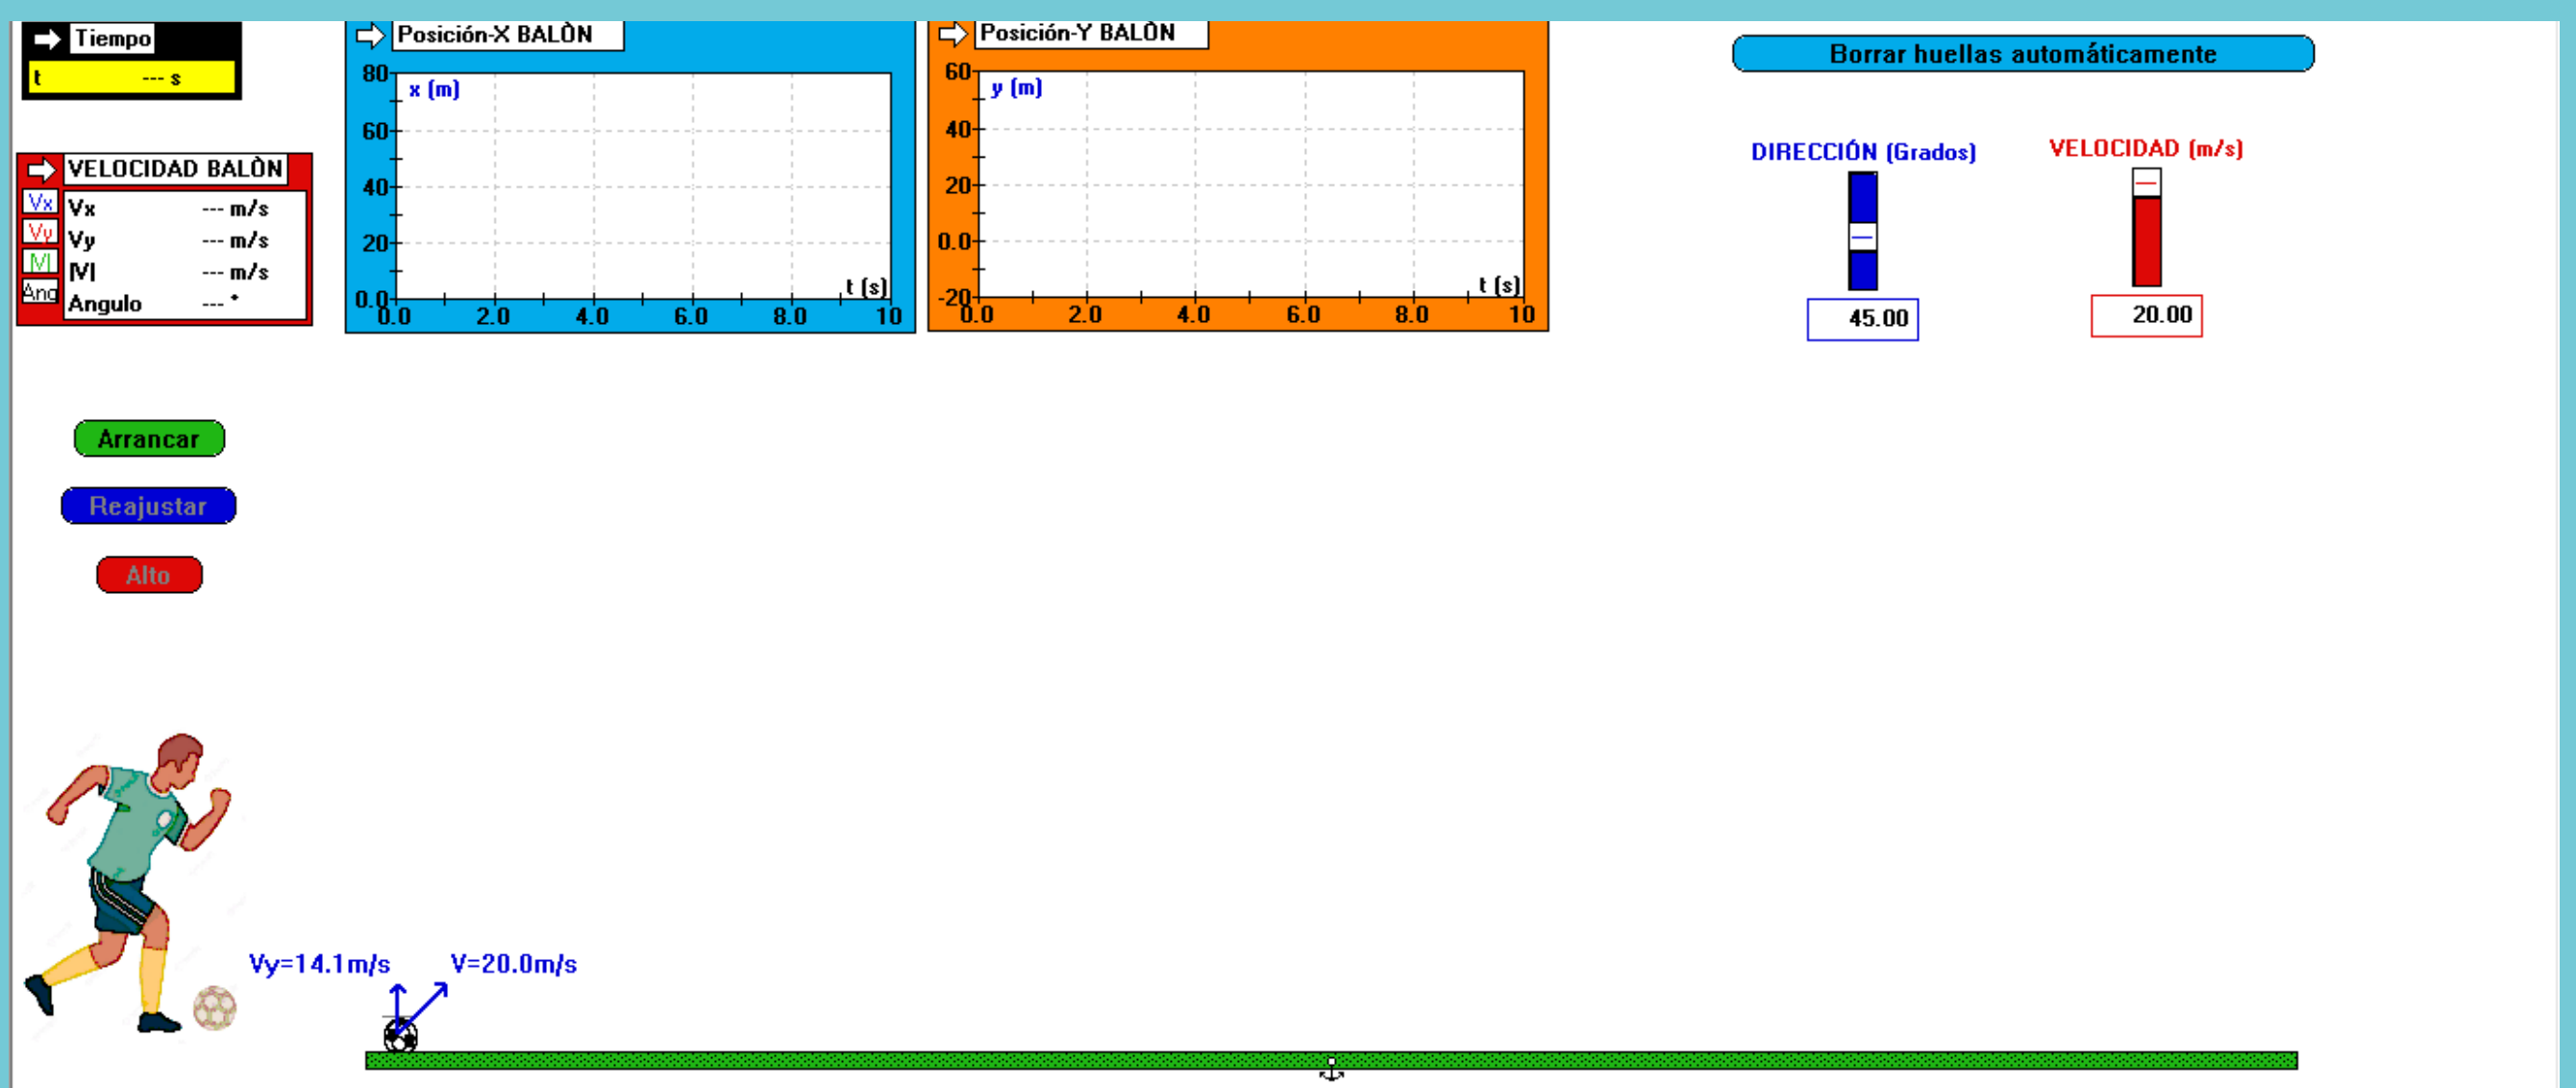 Tiempo
t --- s
VELOCIDAD BALÒN
Vx Vx --- m/s
Vy Vy --- m/s
|V| |V| --- m/s
Ang Angulo --- °
Posición-X BALÒN
x (m)
80
60
40
20
0.0
t (s)
0.0 2.0 4.0 6.0 8.0 10
Posición-Y BALÒN
y (m)
60
40
20
0.0
-20
t (s)
0.0 2.0 4.0 6.0 8.0 10
Borrar huellas automáticamente
DIRECCIÓN (Grados)
45.00
VELOCIDAD (m/s)
20.00
Arrancar
Reajustar
Alto
Vy=14.1m/s V=20.0m/s